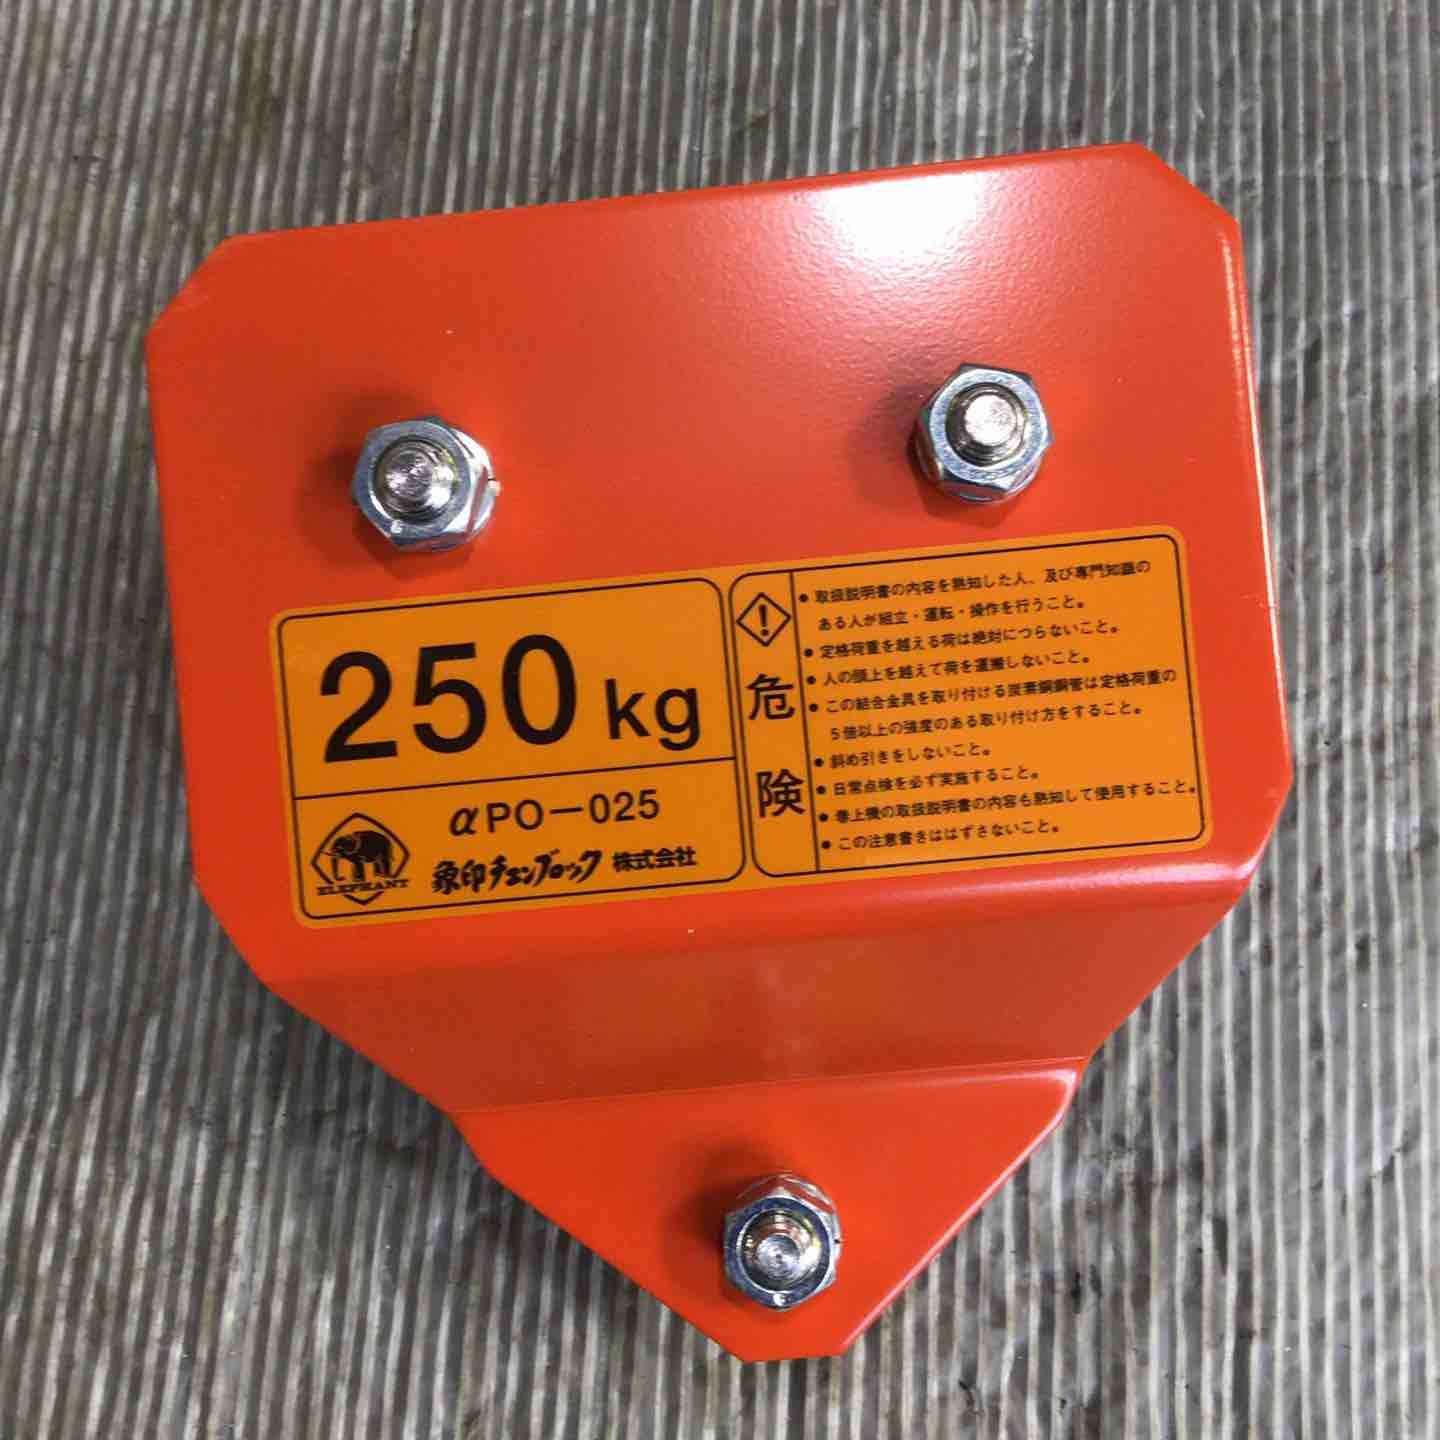 250 kg
αPO-025
ELEPHANT
象印チェンブロック 株式会社
危険
● 取扱説明書の内容を熟知した人、及び専門知識の
ある人が組立・運転・操作を行うこと。
● 定格荷重を越える荷は絶対につらないこと。
● 人の頭上を越えて荷を運搬しないこと。
● この結合金具を取り付ける炭素鋼鋼管は定格荷重の
5倍以上の強度のある取り付け方をすること。
● 斜め引きをしないこと。
● 日常点検を必ず実施すること。
● 巻上機の取扱説明書の内容も熟知して使用すること。
● この注意書きははずさないこと。